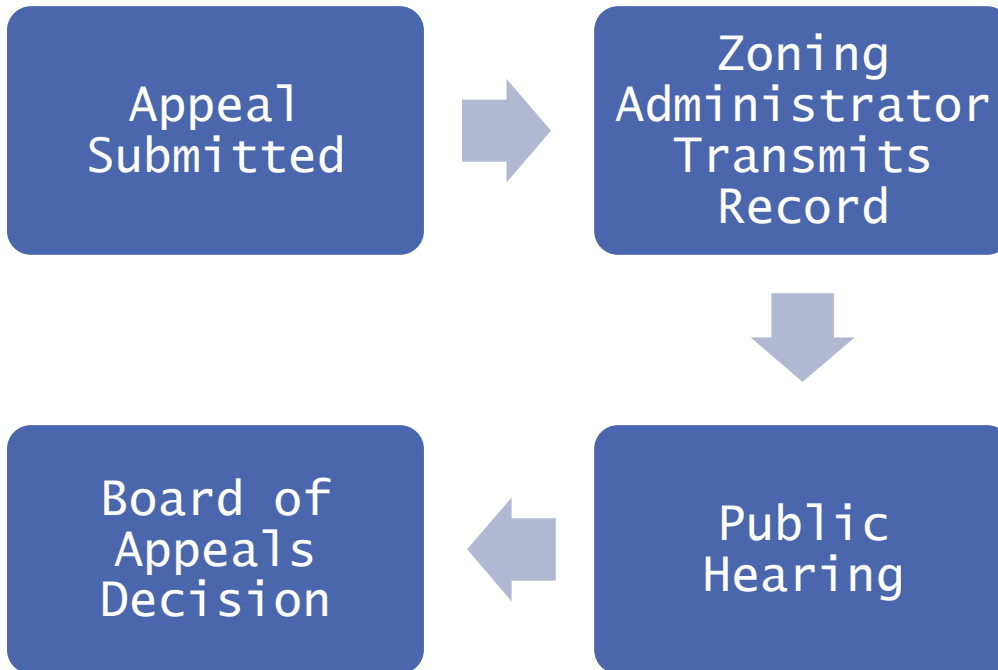 Appeal
Submitted
Zoning
Administrator
Transmits
Record
Public
Hearing
Board of
Appeals
Decision